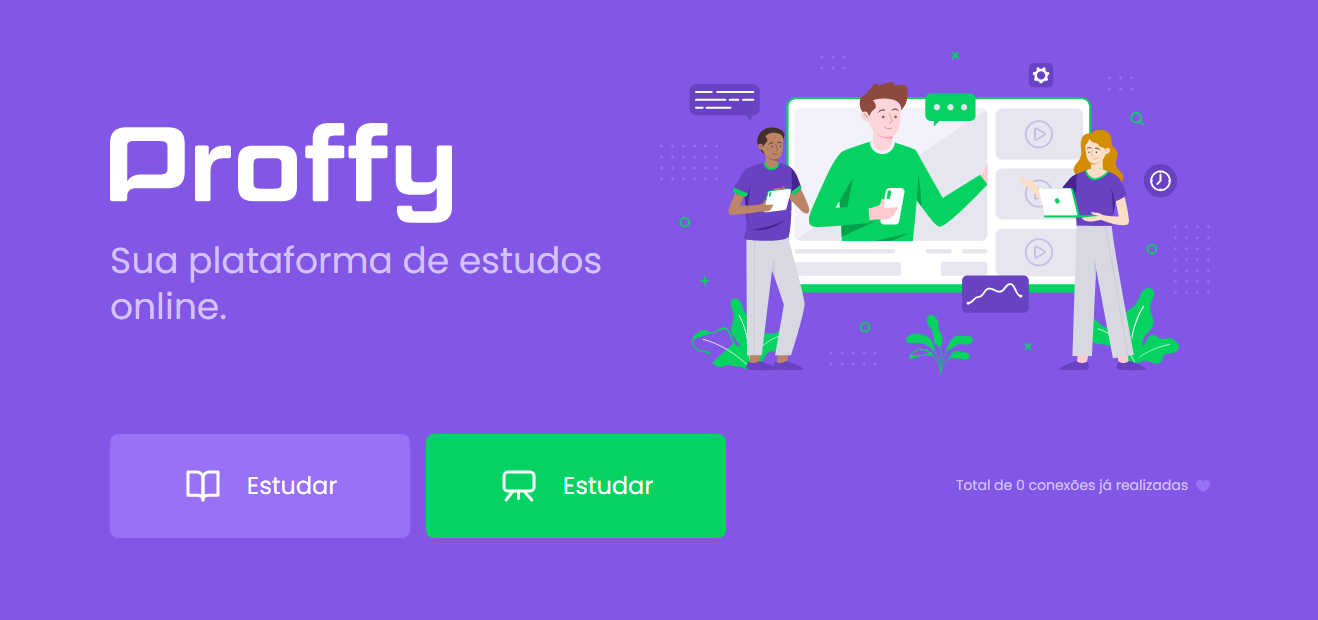 Proffy
Sua plataforma de estudos
online.
Estudar
Estudar
Total de 0 conexões já realizadas